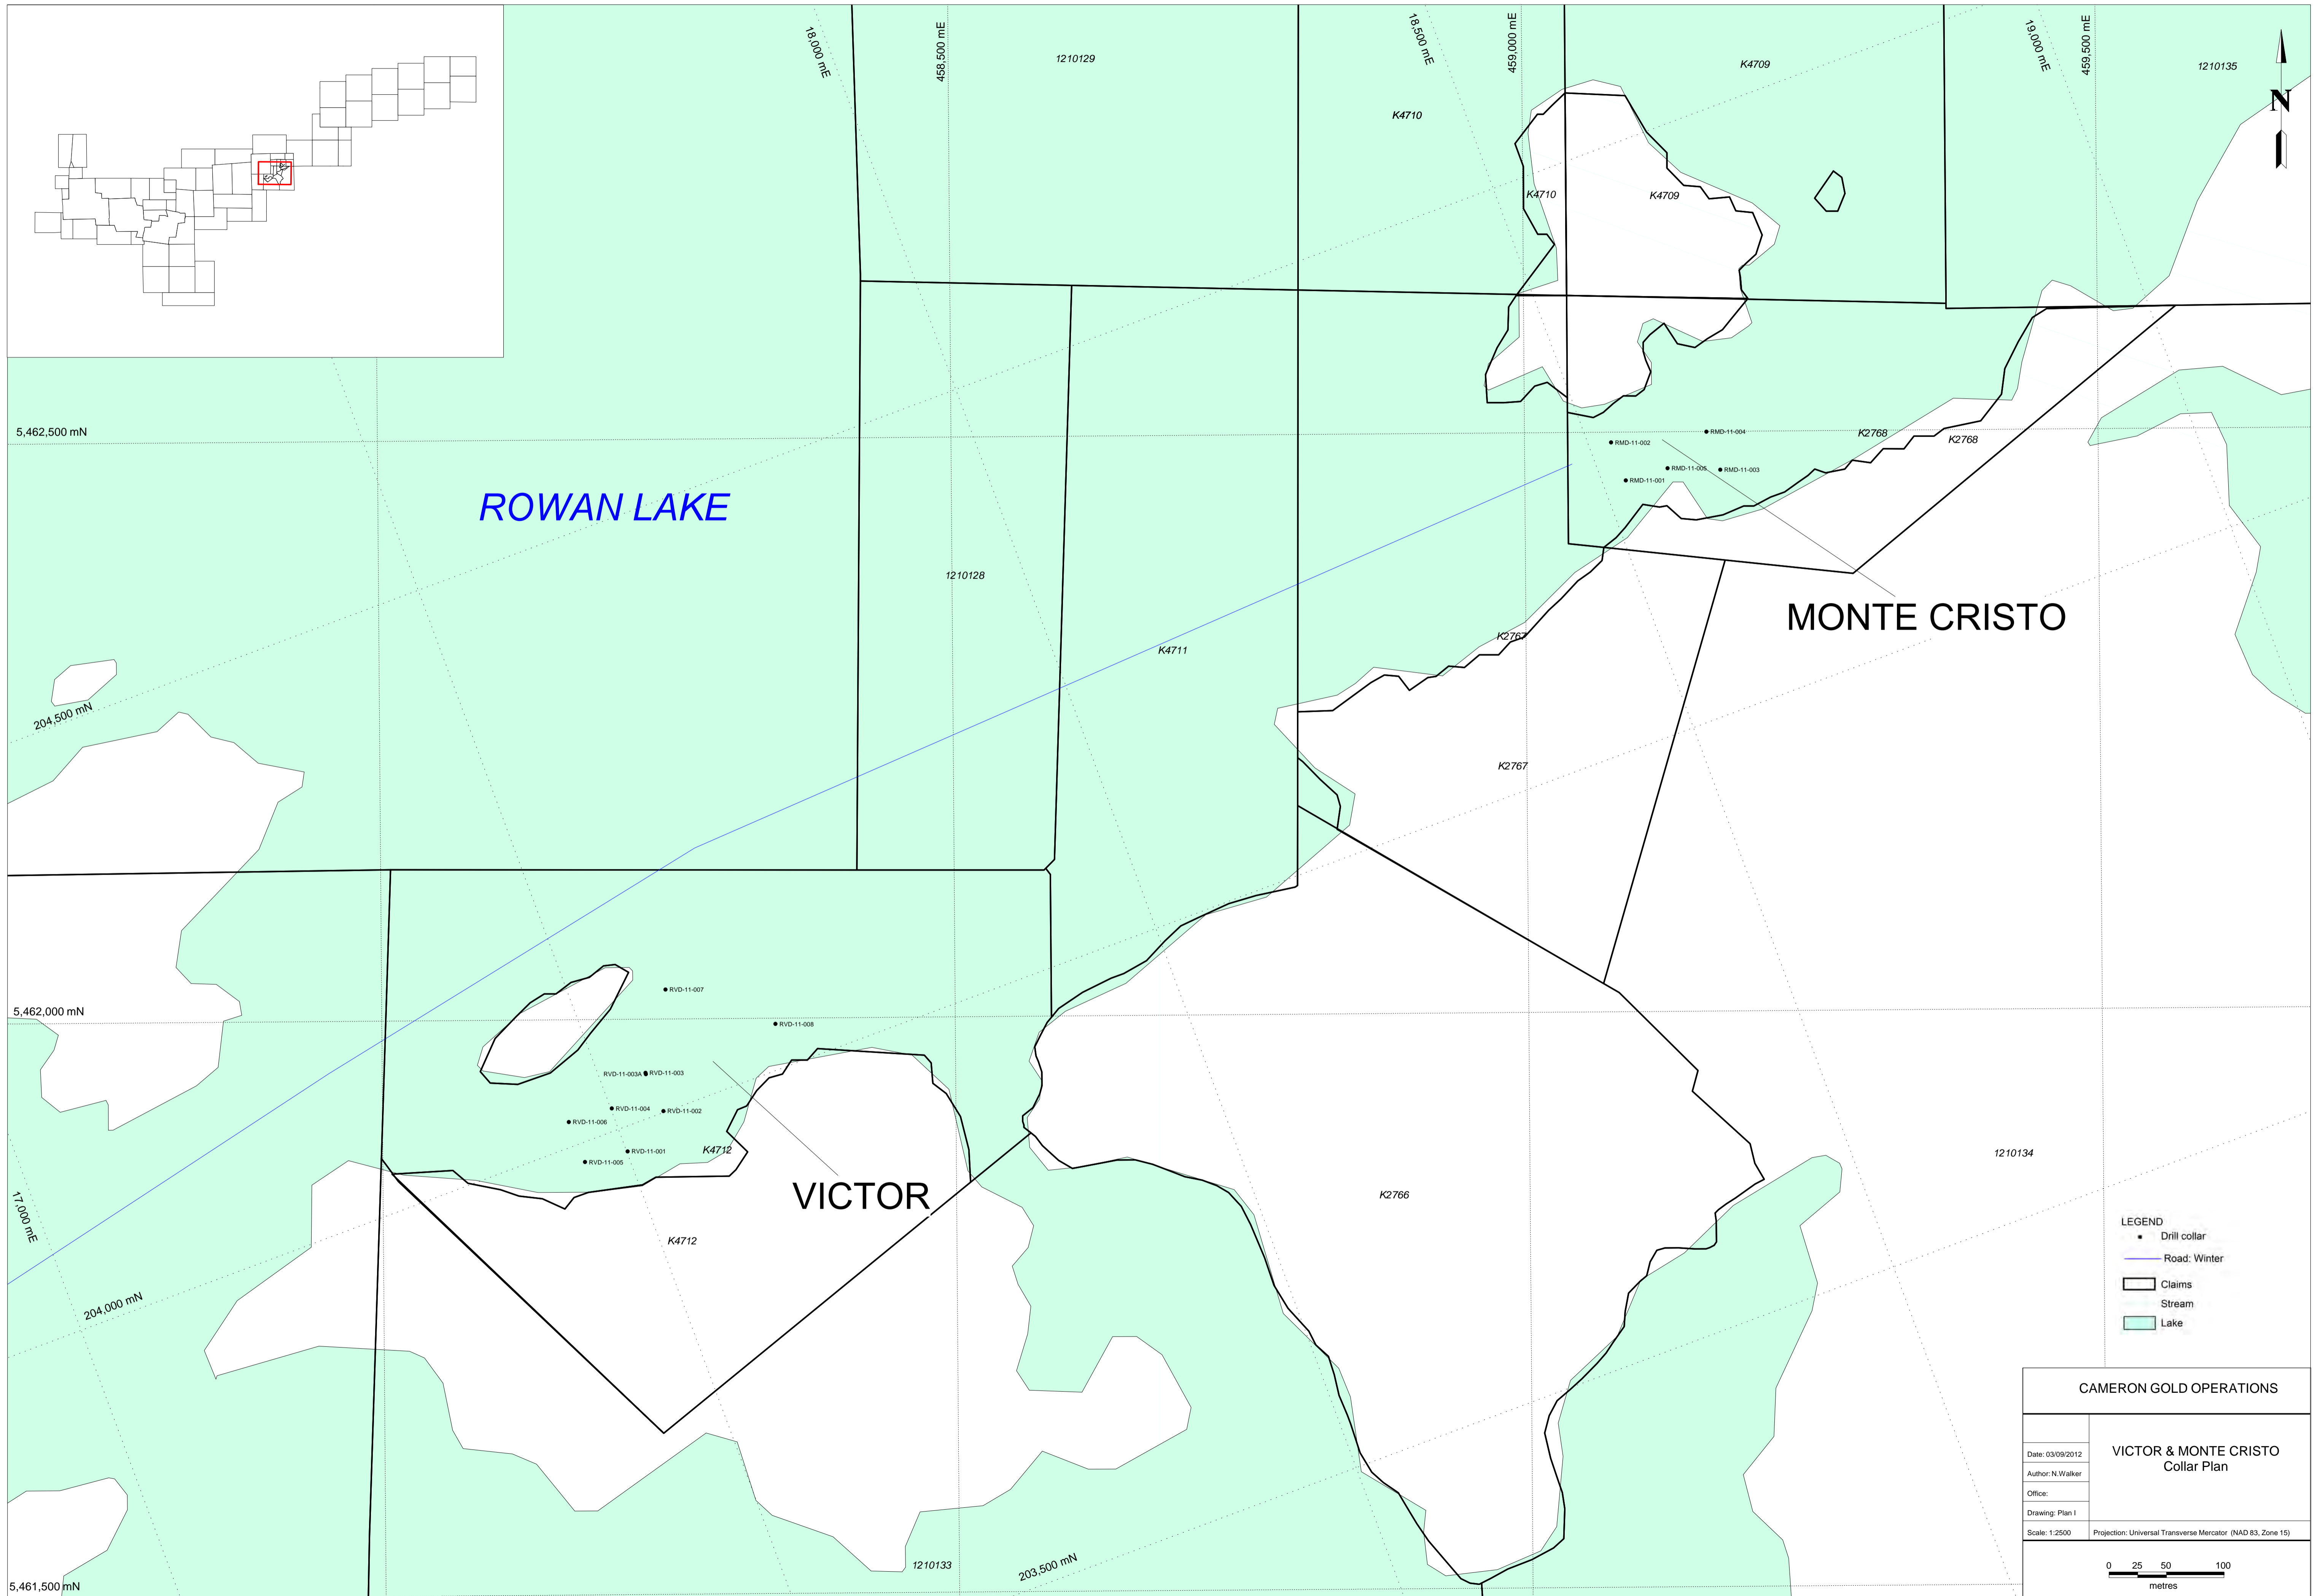 18,000 mE
458,500 mE
18,500 mE
459,000 mE
19,000 mE
459,500 mE
1210129
K4710
K4709
1210135
N
K4710
K4709
5,462,500 mN
ROWAN LAKE
RMD-11-004
RMD-11-002
RMD-11-005
RMD-11-003
RMD-11-001
K2768
K2768
1210128
MONTE CRISTO
K2767
K4711
204,500 mN
K2767
5,462,000 mN
RVD-11-007
RVD-11-008
RVD-11-003A
RVD-11-003
RVD-11-004
RVD-11-002
RVD-11-006
RVD-11-001
RVD-11-005
K4712
VICTOR
K4712
K2766
1210134
17,000 mE
204,000 mN
LEGEND
Drill collar
Road: Winter
Claims
Stream
Lake
CAMERON GOLD OPERATIONS
VICTOR & MONTE CRISTO
Collar Plan
Date: 03/09/2012
Author: N.Walker
Office:
Drawing: Plan I
Scale: 1:2500
Projection: Universal Transverse Mercator (NAD 83, Zone 15)
0 25 50 100
metres
1210133
203,500 mN
5,461,500 mN